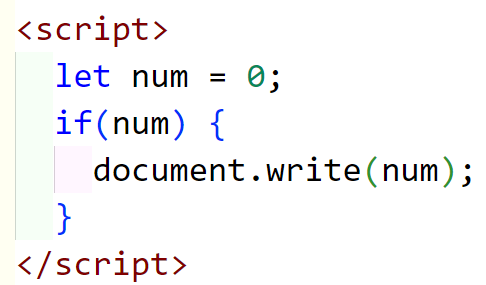 <script>
let num = 0;
if(num) {
document.write(num);
}
</script>